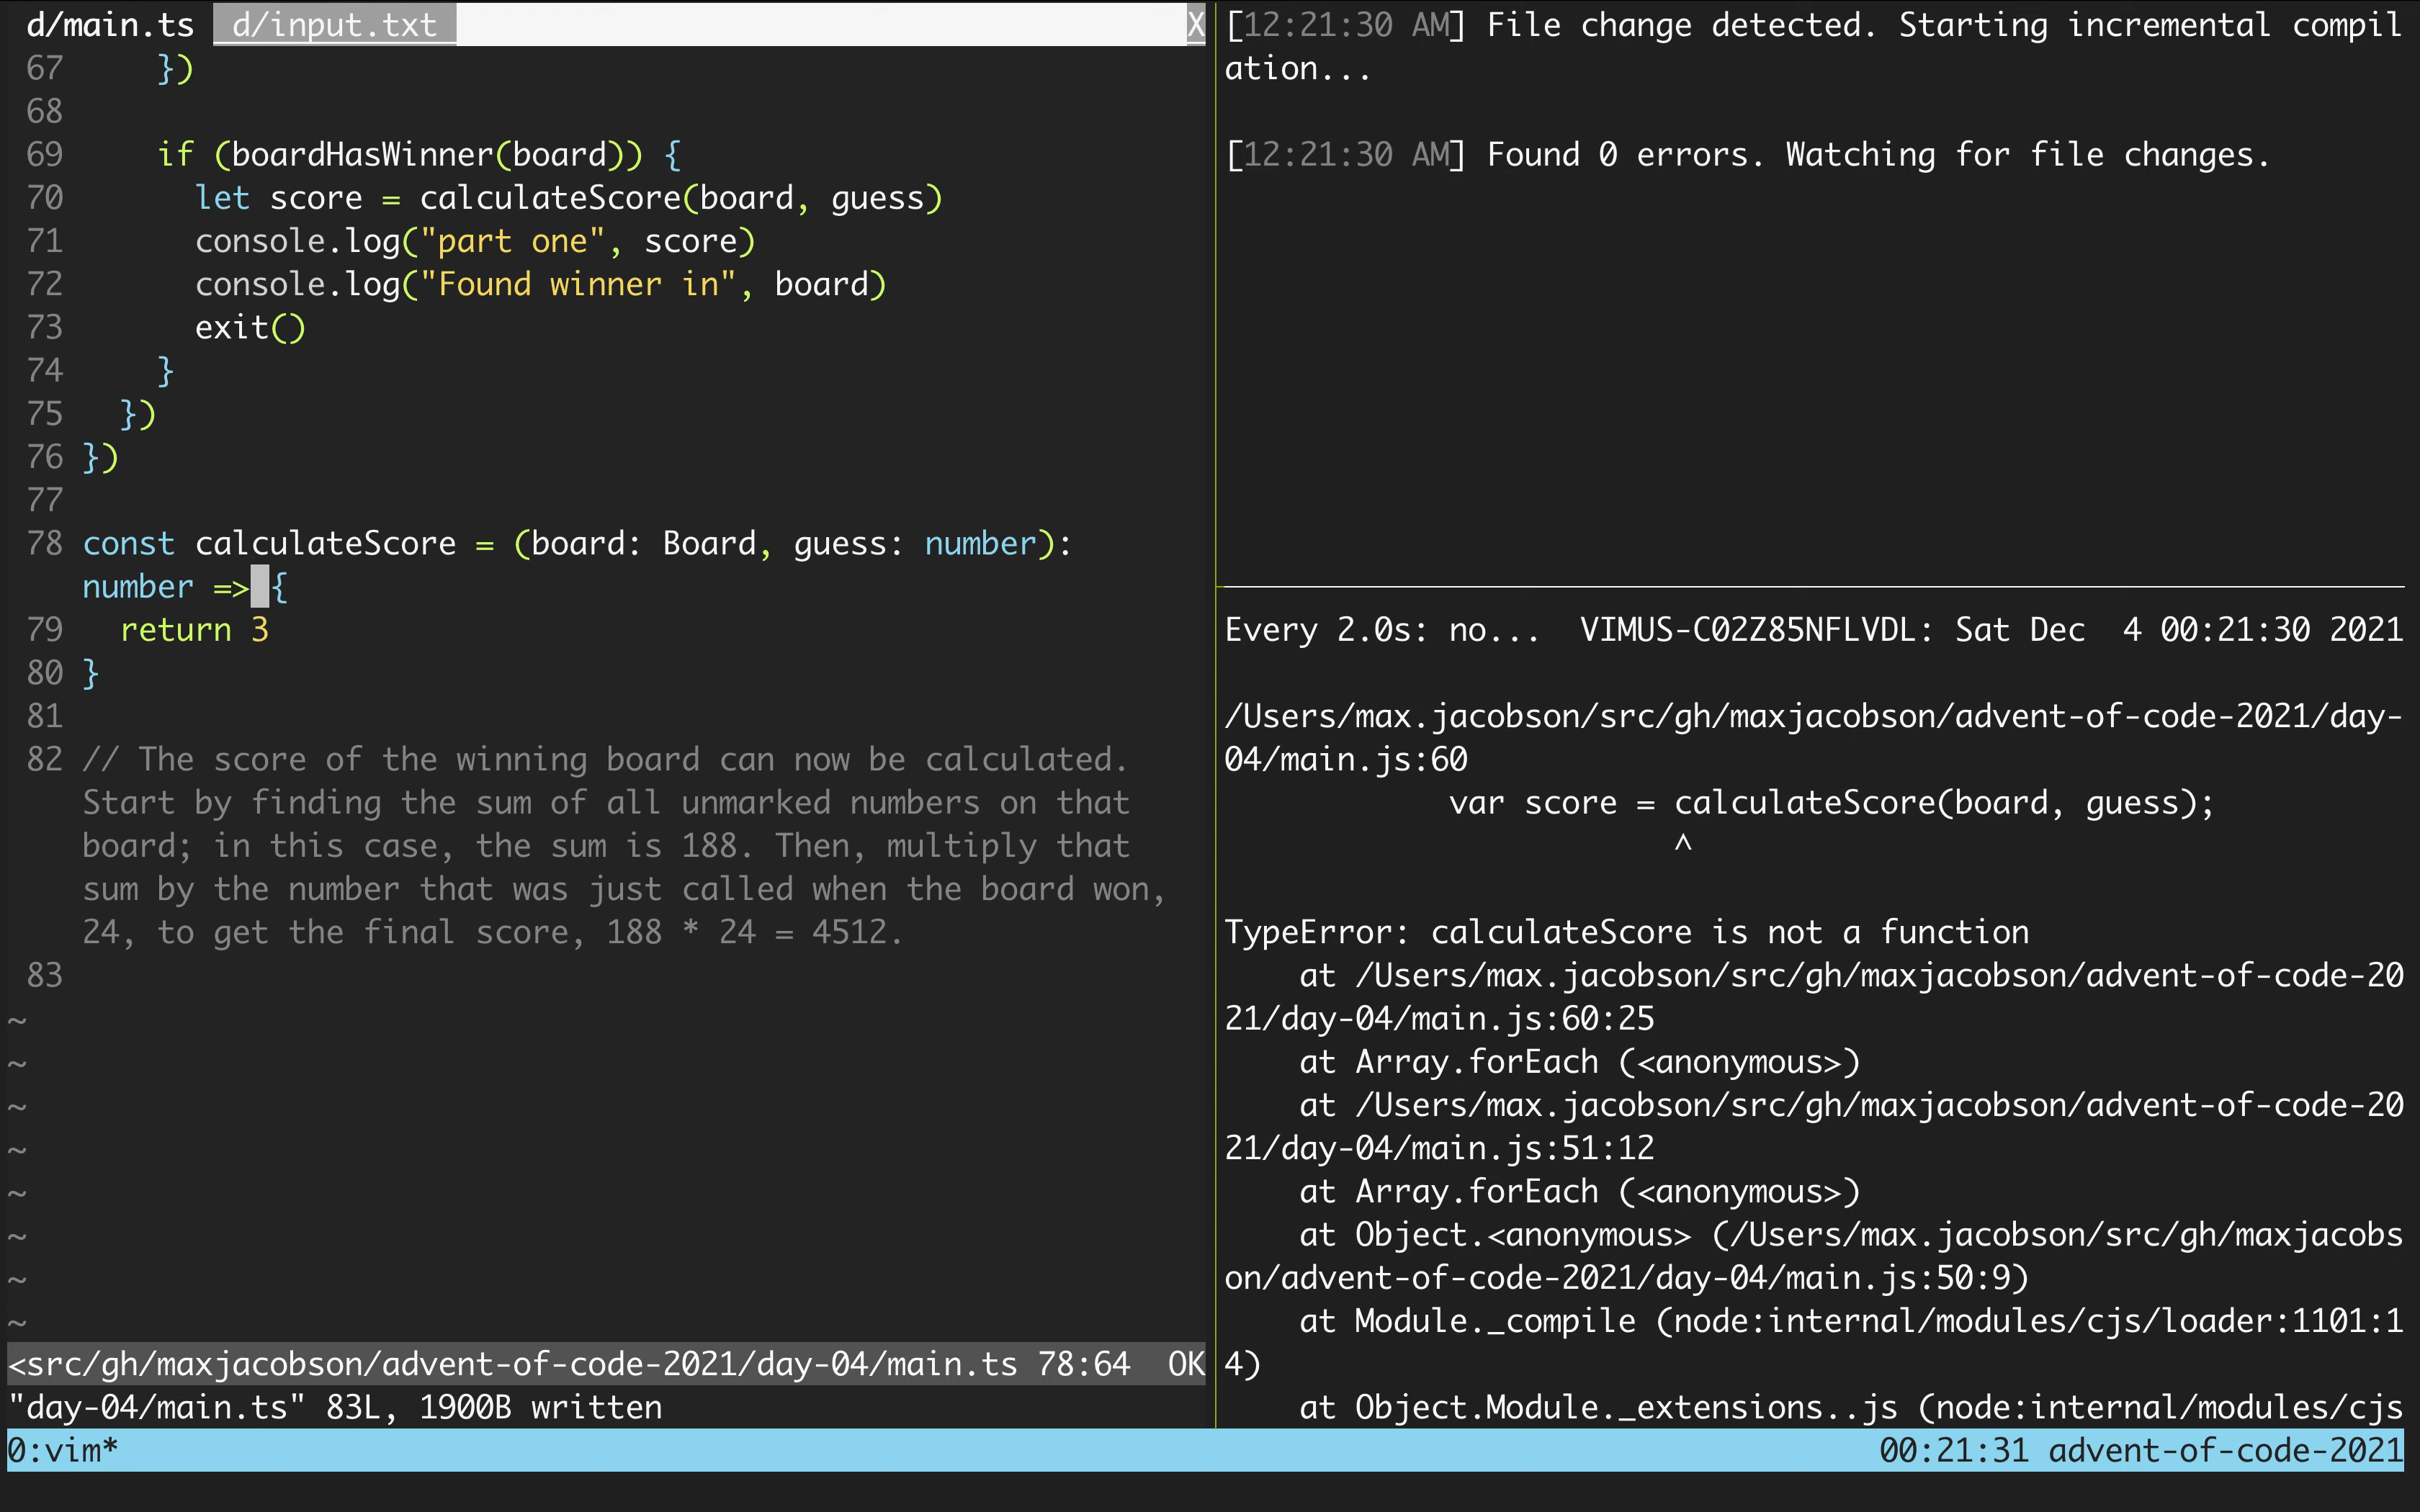 d/main.ts d/input.txt X
67 })
68
69 if (boardHasWinner(board)) {
70 let score = calculateScore(board, guess)
71 console.log("part one", score)
72 console.log("Found winner in", board)
73 exit()
74 }
75 })
76 })
77
78 const calculateScore = (board: Board, guess: number):
number => {
79 return 3
80 }
81
82 // The score of the winning board can now be calculated.
Start by finding the sum of all unmarked numbers on that
board; in this case, the sum is 188. Then, multiply that
sum by the number that was just called when the board won,
24, to get the final score, 188 * 24 = 4512.
83
~
~
~
~
~
~
~
~
<src/gh/maxjacobson/advent-of-code-2021/day-04/main.ts 78:64 OK
"day-04/main.ts" 83L, 1900B written
[12:21:30 AM] File change detected. Starting incremental compil
ation...
[12:21:30 AM] Found 0 errors. Watching for file changes.
Every 2.0s: no... VIMUS-C02Z85NFLVDL: Sat Dec 4 00:21:30 2021
/Users/max.jacobson/src/gh/maxjacobson/advent-of-code-2021/day-
04/main.js:60
var score = calculateScore(board, guess);
^
TypeError: calculateScore is not a function
at /Users/max.jacobson/src/gh/maxjacobson/advent-of-code-20
21/day-04/main.js:60:25
at Array.forEach (<anonymous>)
at /Users/max.jacobson/src/gh/maxjacobson/advent-of-code-20
21/day-04/main.js:51:12
at Array.forEach (<anonymous>)
at Object.<anonymous> (/Users/max.jacobson/src/gh/maxjacobs
on/advent-of-code-2021/day-04/main.js:50:9)
at Module._compile (node:internal/modules/cjs/loader:1101:1
4)
at Object.Module._extensions..js (node:internal/modules/cjs
0:vim* 00:21:31 advent-of-code-2021